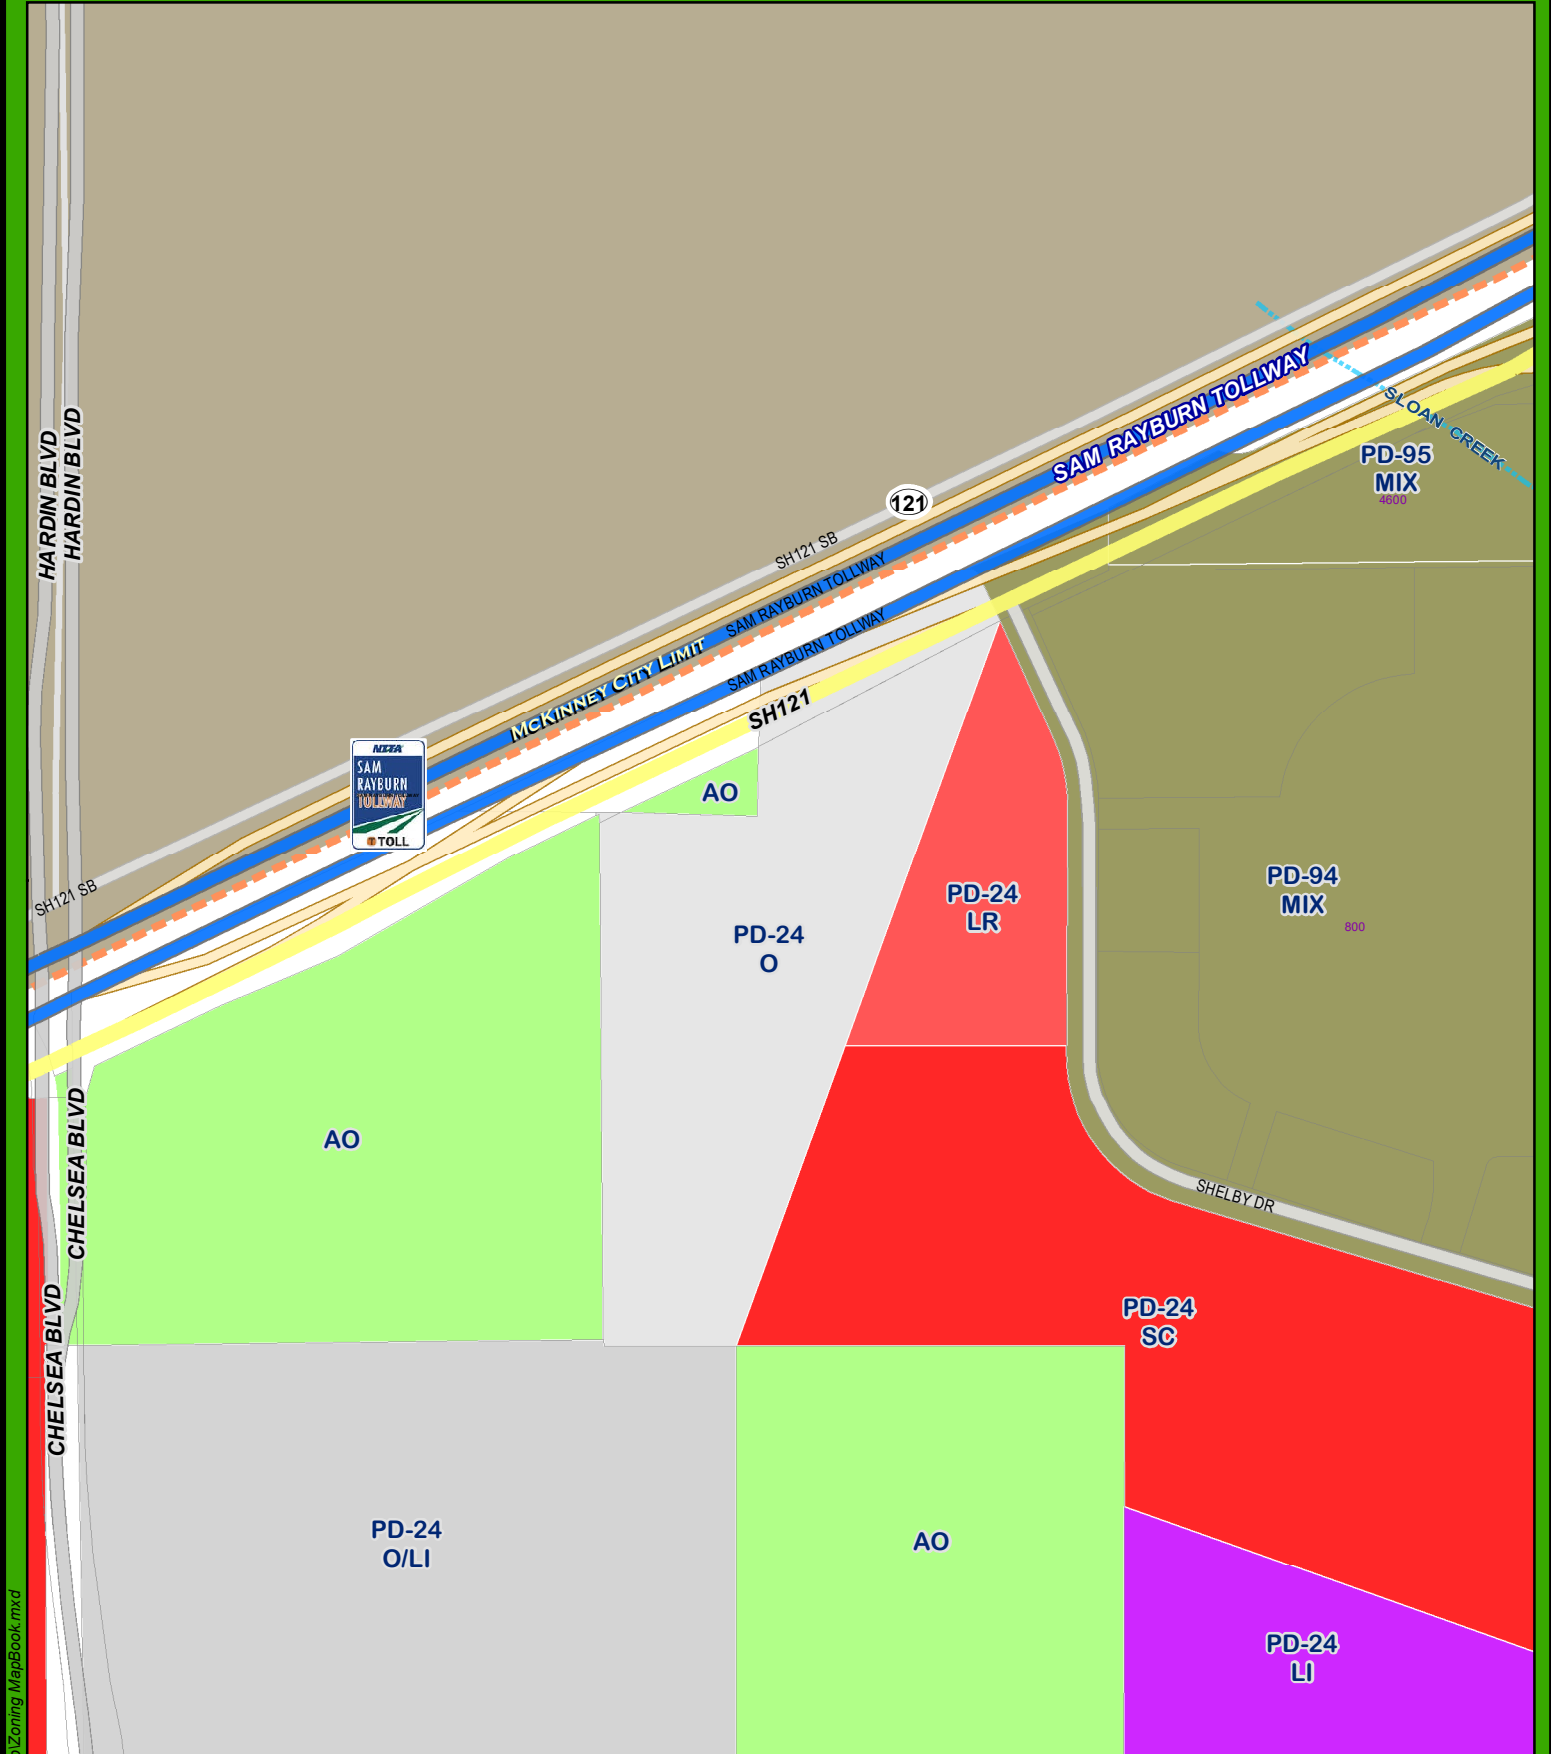 HARDIN BLVD
HARDIN BLVD
SAM RAYBURN TOLLWAY
SLOAN CREEK
PD-95
MIX
4600
121
SH121 SB
SAM RAYBURN TOLLWAY
McKinney City Limit
SAM RAYBURN TOLLWAY
SH121
NTTA
SAM
RAYBURN
TOLLWAY
TOLL
AO
SH121 SB
PD-24
LR
PD-94
MIX
800
PD-24
O
AO
CHELSEA BLVD
SHELBY DR
CHELSEA BLVD
PD-24
SC
PD-24
O/LI
AO
PD-24
LI
\Zoning MapBook.mxd